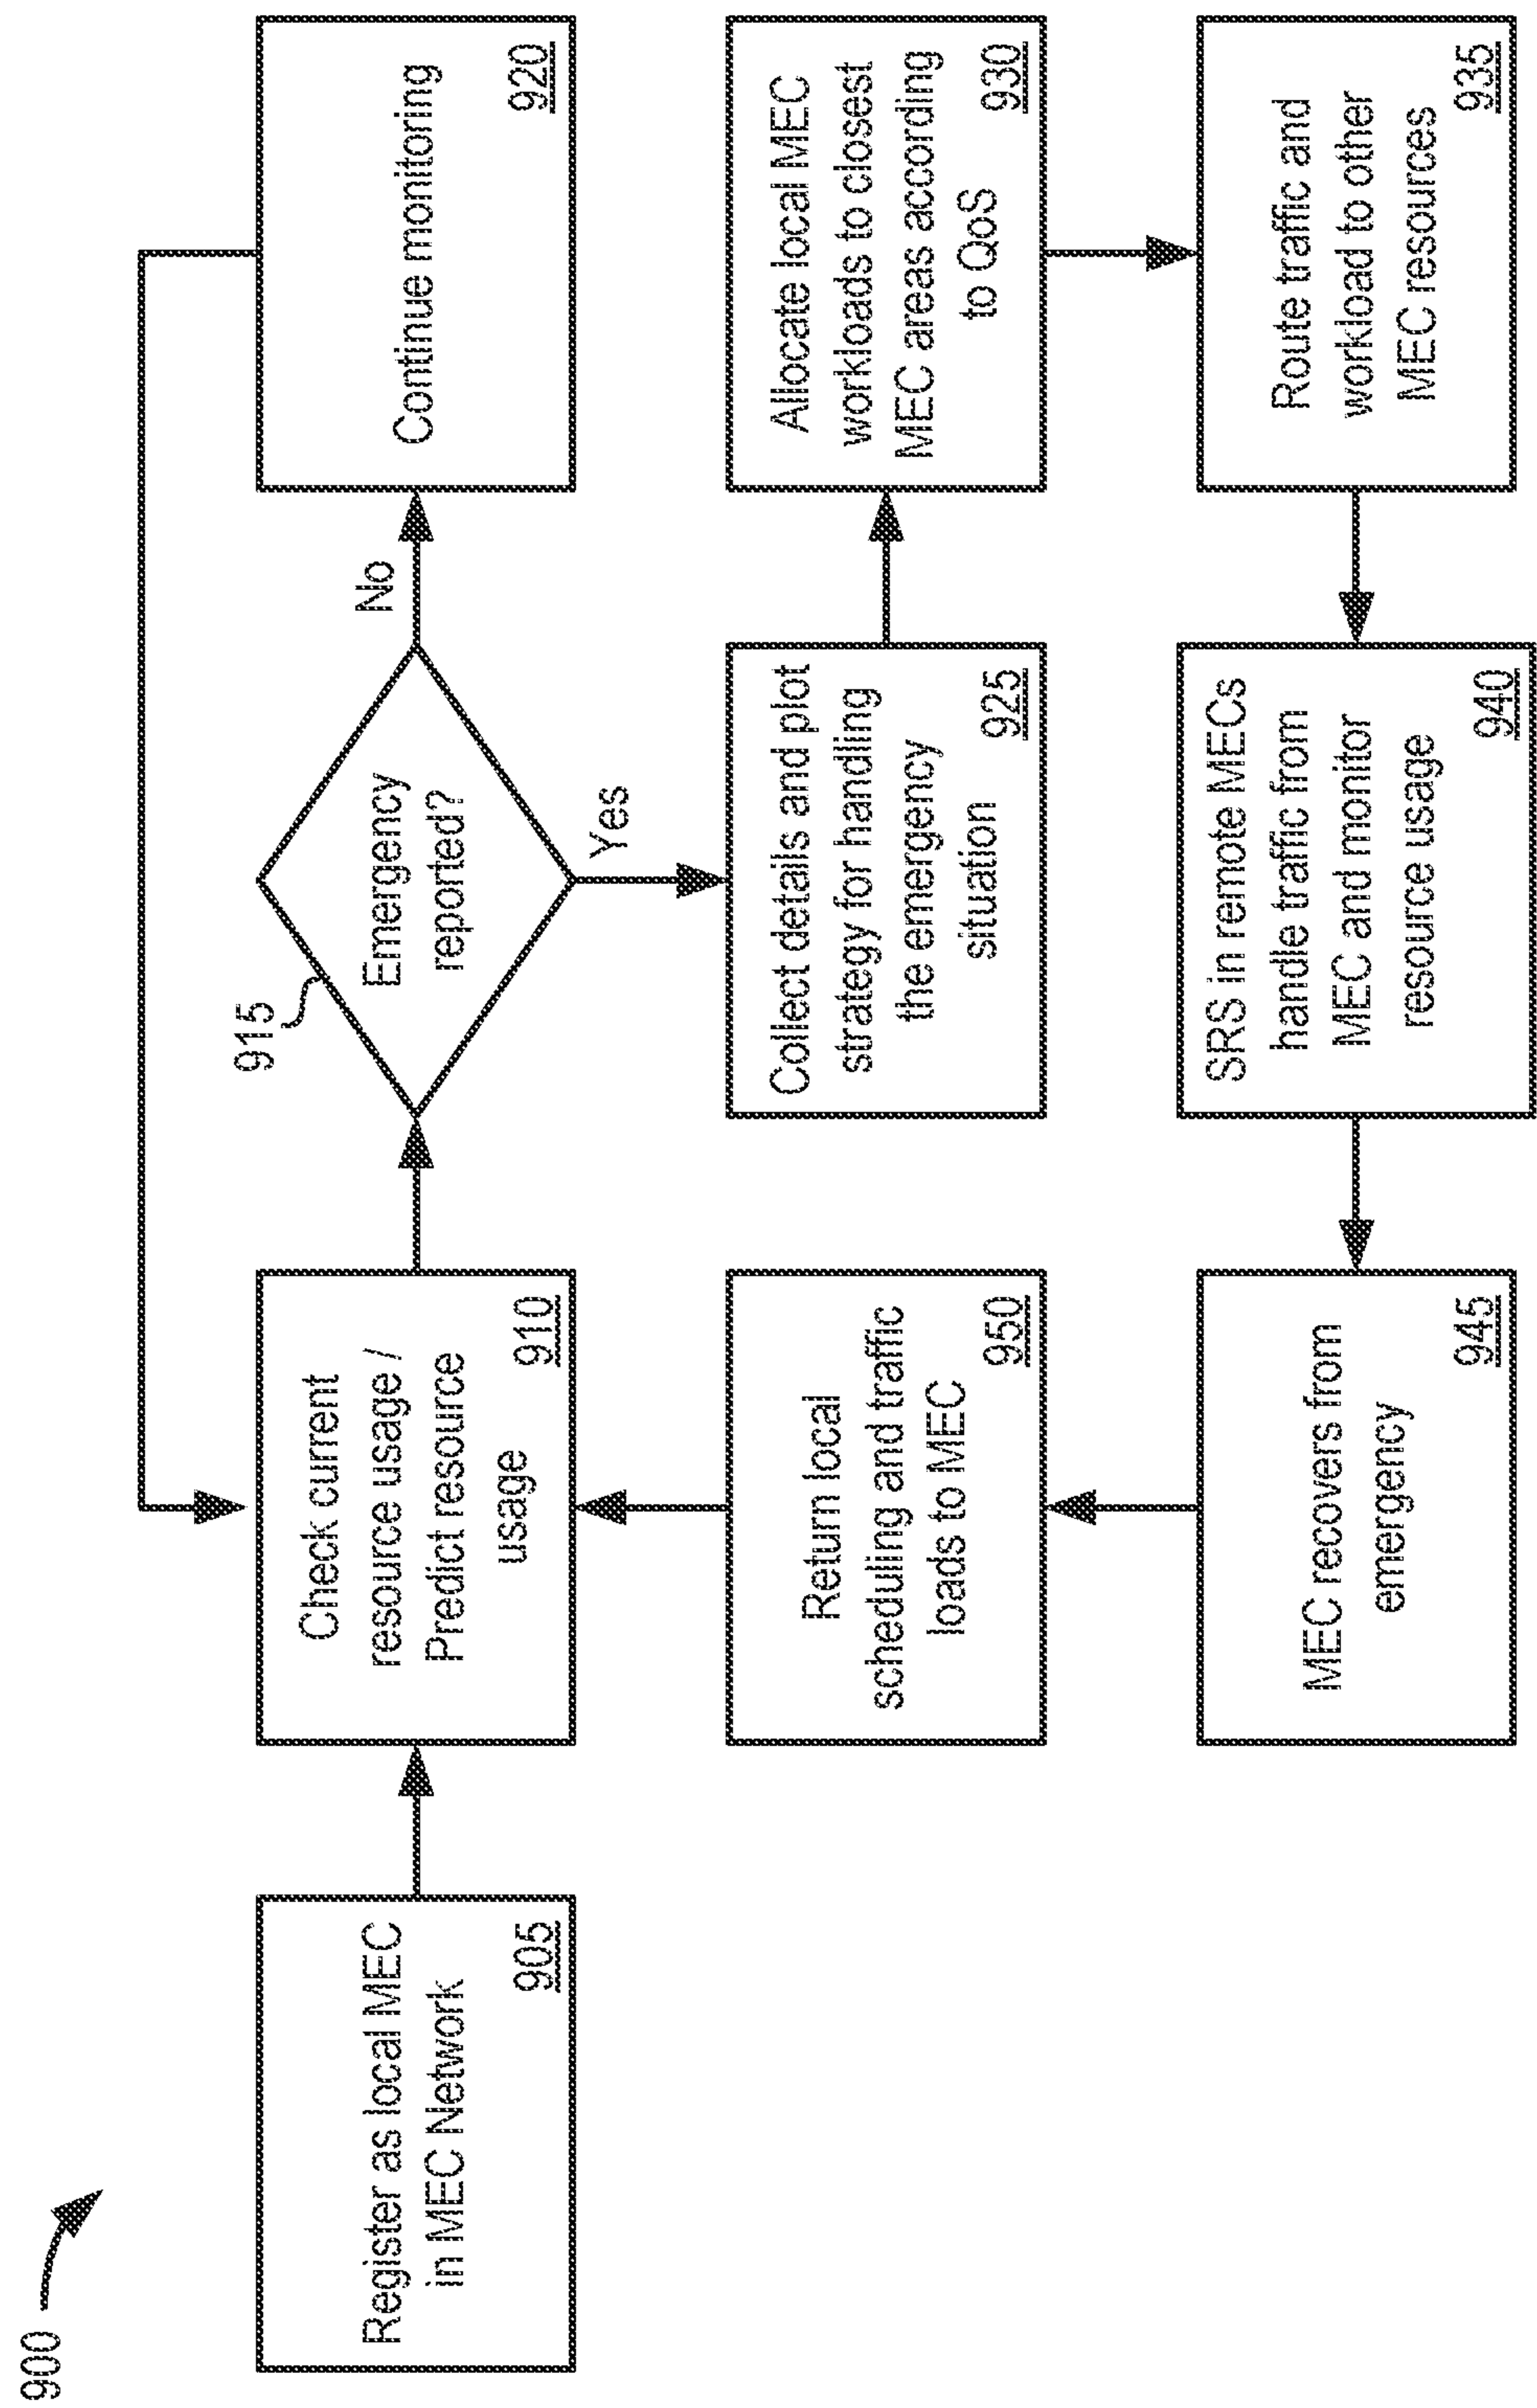 900
Register as local MEC
in MEC Network
905
Check current
resource usage /
Predict resource
usage
910
915
Emergency
reported?
No
Yes
Continue monitoring
920
Collect details and plot
strategy for handling
the emergency
situation
925
Allocate local MEC
workloads to closest
MEC areas according
to QoS
930
Route traffic and
workload to other
MEC resources
935
SRS in remote MECs
handle traffic from
MEC and monitor
resource usage
940
MEC recovers from
emergency
945
Return local
scheduling and traffic
loads to MEC
950